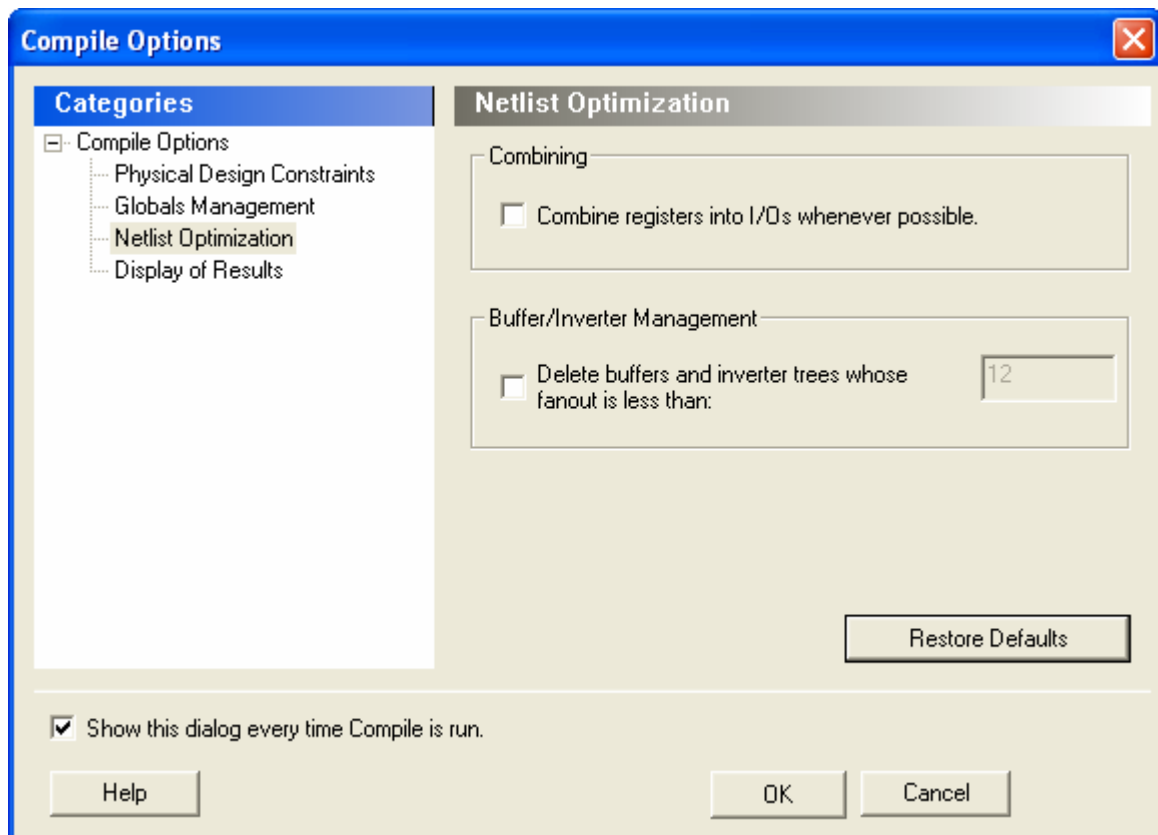 Compile Options
Categories
Compile Options
Physical Design Constraints
Globals Management
Netlist Optimization
Display of Results
Netlist Optimization
Combining
Combine registers into I/Os whenever possible.
Buffer/Inverter Management
Delete buffers and inverter trees whose
fanout is less than:
12
Restore Defaults
Show this dialog every time Compile is run.
Help
OK
Cancel